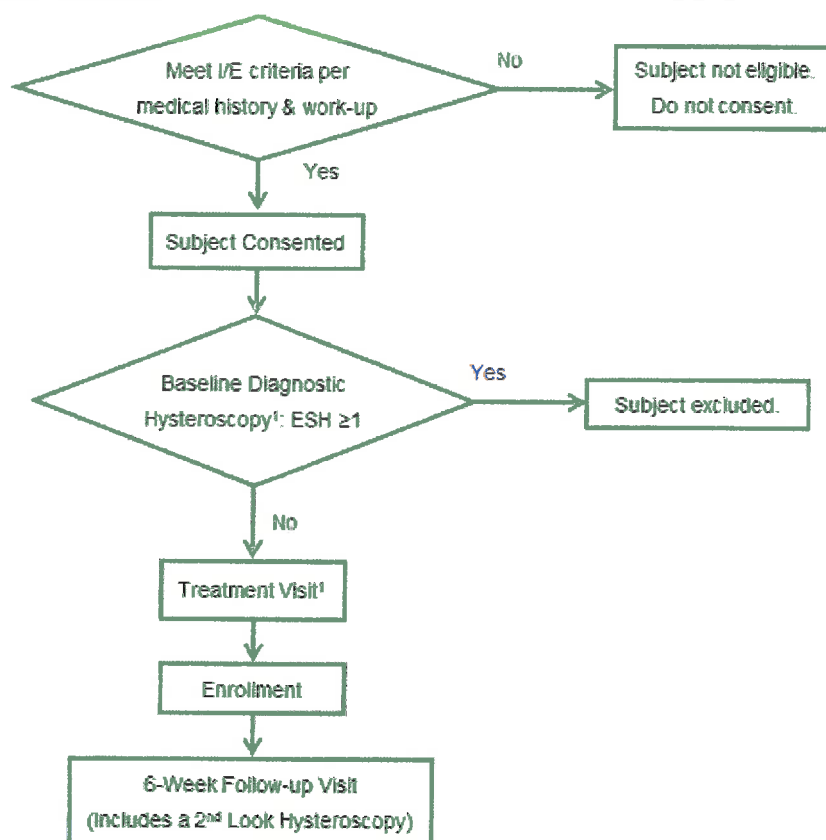 Meet I/E criteria per
medical history & work-up
No
Subject not eligible.
Do not consent.
Yes
Subject Consented
Baseline Diagnostic
Hysteroscopy¹: ESH ≥1
Yes
Subject excluded.
No
Treatment Visit¹
Enrollment
6-Week Follow-up Visit
(Includes a 2ⁿᵈ Look Hysteroscopy)